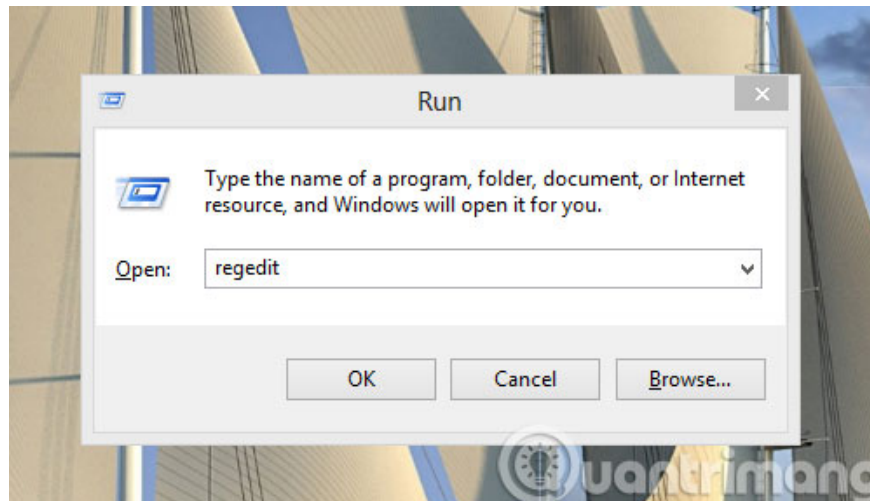 Run
Type the name of a program, folder, document, or Internet
resource, and Windows will open it for you.
Open: regedit
OK Cancel Browse...
uantrimang